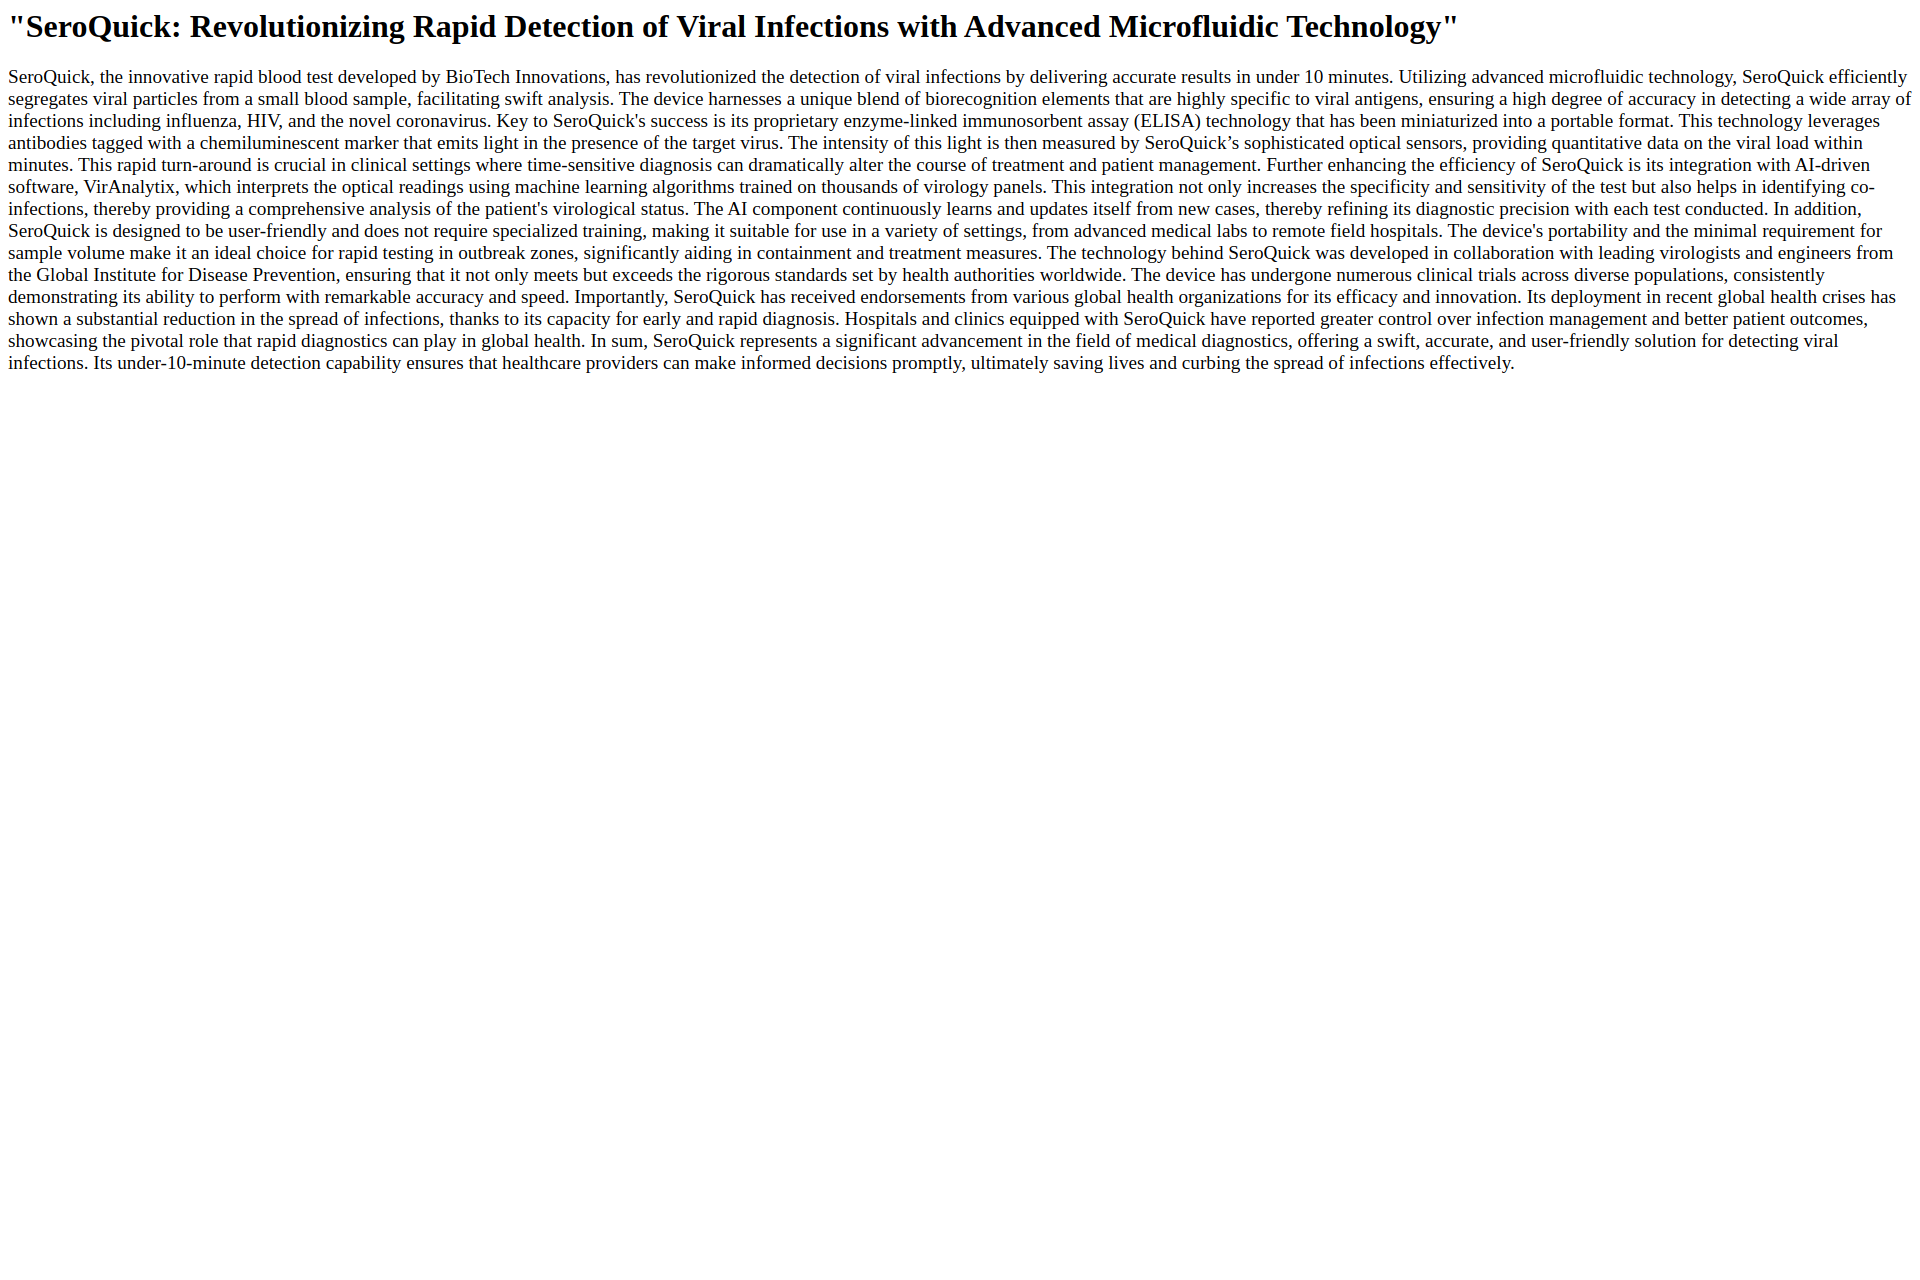 "SeroQuick: Revolutionizing Rapid Detection of Viral Infections with Advanced Microfluidic Technology"
SeroQuick, the innovative rapid blood test developed by BioTech Innovations, has revolutionized the detection of viral infections by delivering accurate results in under 10 minutes. Utilizing advanced microfluidic technology, SeroQuick efficiently
segregates viral particles from a small blood sample, facilitating swift analysis. The device harnesses a unique blend of biorecognition elements that are highly specific to viral antigens, ensuring a high degree of accuracy in detecting a wide array of
infections including influenza, HIV, and the novel coronavirus. Key to SeroQuick's success is its proprietary enzyme-linked immunosorbent assay (ELISA) technology that has been miniaturized into a portable format. This technology leverages
antibodies tagged with a chemiluminescent marker that emits light in the presence of the target virus. The intensity of this light is then measured by SeroQuick’s sophisticated optical sensors, providing quantitative data on the viral load within
minutes. This rapid turn-around is crucial in clinical settings where time-sensitive diagnosis can dramatically alter the course of treatment and patient management. Further enhancing the efficiency of SeroQuick is its integration with AI-driven
software, VirAnalytix, which interprets the optical readings using machine learning algorithms trained on thousands of virology panels. This integration not only increases the specificity and sensitivity of the test but also helps in identifying co-
infections, thereby providing a comprehensive analysis of the patient's virological status. The AI component continuously learns and updates itself from new cases, thereby refining its diagnostic precision with each test conducted. In addition,
SeroQuick is designed to be user-friendly and does not require specialized training, making it suitable for use in a variety of settings, from advanced medical labs to remote field hospitals. The device's portability and the minimal requirement for
sample volume make it an ideal choice for rapid testing in outbreak zones, significantly aiding in containment and treatment measures. The technology behind SeroQuick was developed in collaboration with leading virologists and engineers from
the Global Institute for Disease Prevention, ensuring that it not only meets but exceeds the rigorous standards set by health authorities worldwide. The device has undergone numerous clinical trials across diverse populations, consistently
demonstrating its ability to perform with remarkable accuracy and speed. Importantly, SeroQuick has received endorsements from various global health organizations for its efficacy and innovation. Its deployment in recent global health crises has
shown a substantial reduction in the spread of infections, thanks to its capacity for early and rapid diagnosis. Hospitals and clinics equipped with SeroQuick have reported greater control over infection management and better patient outcomes,
showcasing the pivotal role that rapid diagnostics can play in global health. In sum, SeroQuick represents a significant advancement in the field of medical diagnostics, offering a swift, accurate, and user-friendly solution for detecting viral
infections. Its under-10-minute detection capability ensures that healthcare providers can make informed decisions promptly, ultimately saving lives and curbing the spread of infections effectively.